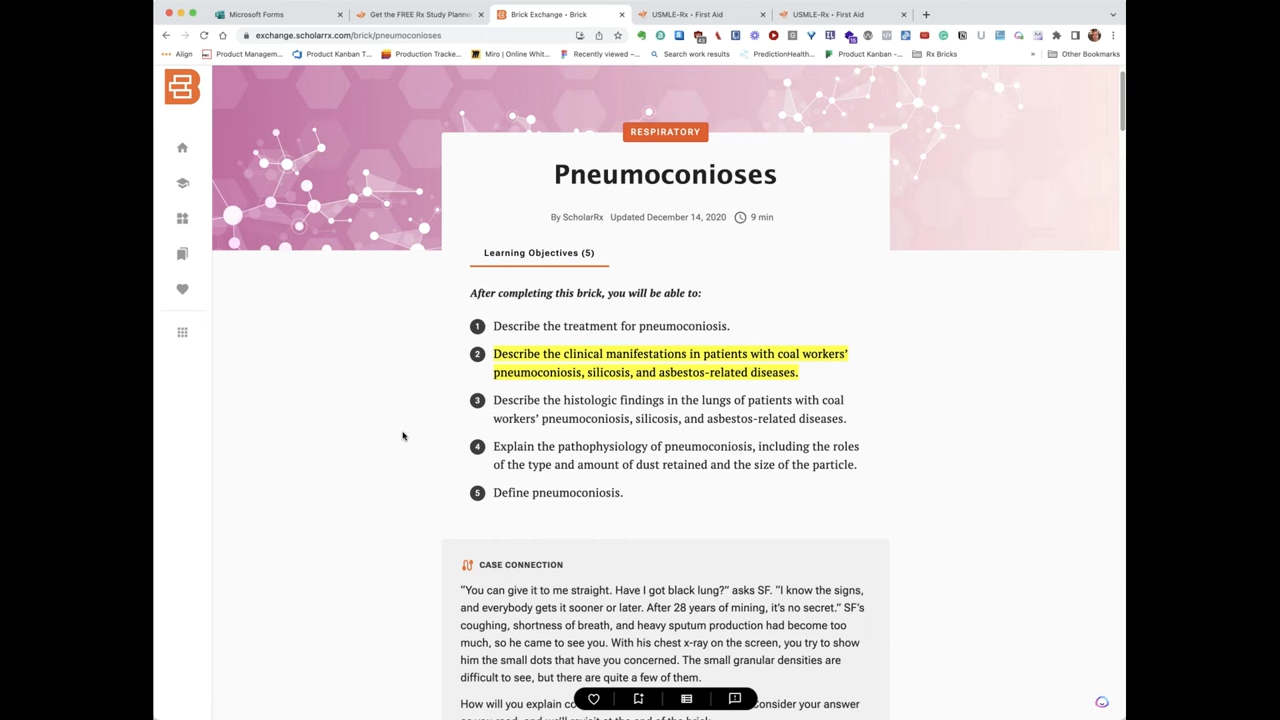 Microsoft Forms
Get the FREE Rx Study Planner
Brick Exchange • Brick
USMLE-Rx • First Aid
USMLE-Rx • First Aid
exchange.scholarrx.com/brick/pneumoconioses
Align
Product Managem...
Product Kanban T...
Production Tracke...
Miro | Online Whit...
Recently viewed –...
Search work results
PredictionHealth...
Product Kanban -...
Rx Bricks
»
Other Bookmarks
RESPIRATORY
Pneumoconioses
By ScholarRx Updated December 14, 2020 9 min
Learning Objectives (5)
After completing this brick, you will be able to:
1 Describe the treatment for pneumoconiosis.
2 Describe the clinical manifestations in patients with coal workers’
pneumoconiosis, silicosis, and asbestos-related diseases.
3 Describe the histologic findings in the lungs of patients with coal
workers’ pneumoconiosis, silicosis, and asbestos-related diseases.
4 Explain the pathophysiology of pneumoconiosis, including the roles
of the type and amount of dust retained and the size of the particle.
5 Define pneumoconiosis.
CASE CONNECTION
“You can give it to me straight. Have I got black lung?” asks SF. “I know the signs,
and everybody gets it sooner or later. After 28 years of mining, it’s no secret.” SF’s
coughing, shortness of breath, and heavy sputum production had become too
much, so he came to see you. With his chest x-ray on the screen, you try to show
him the small dots that have you concerned. The small granular densities are
difficult to see, but there are quite a few of them.
How will you explain consider your answer